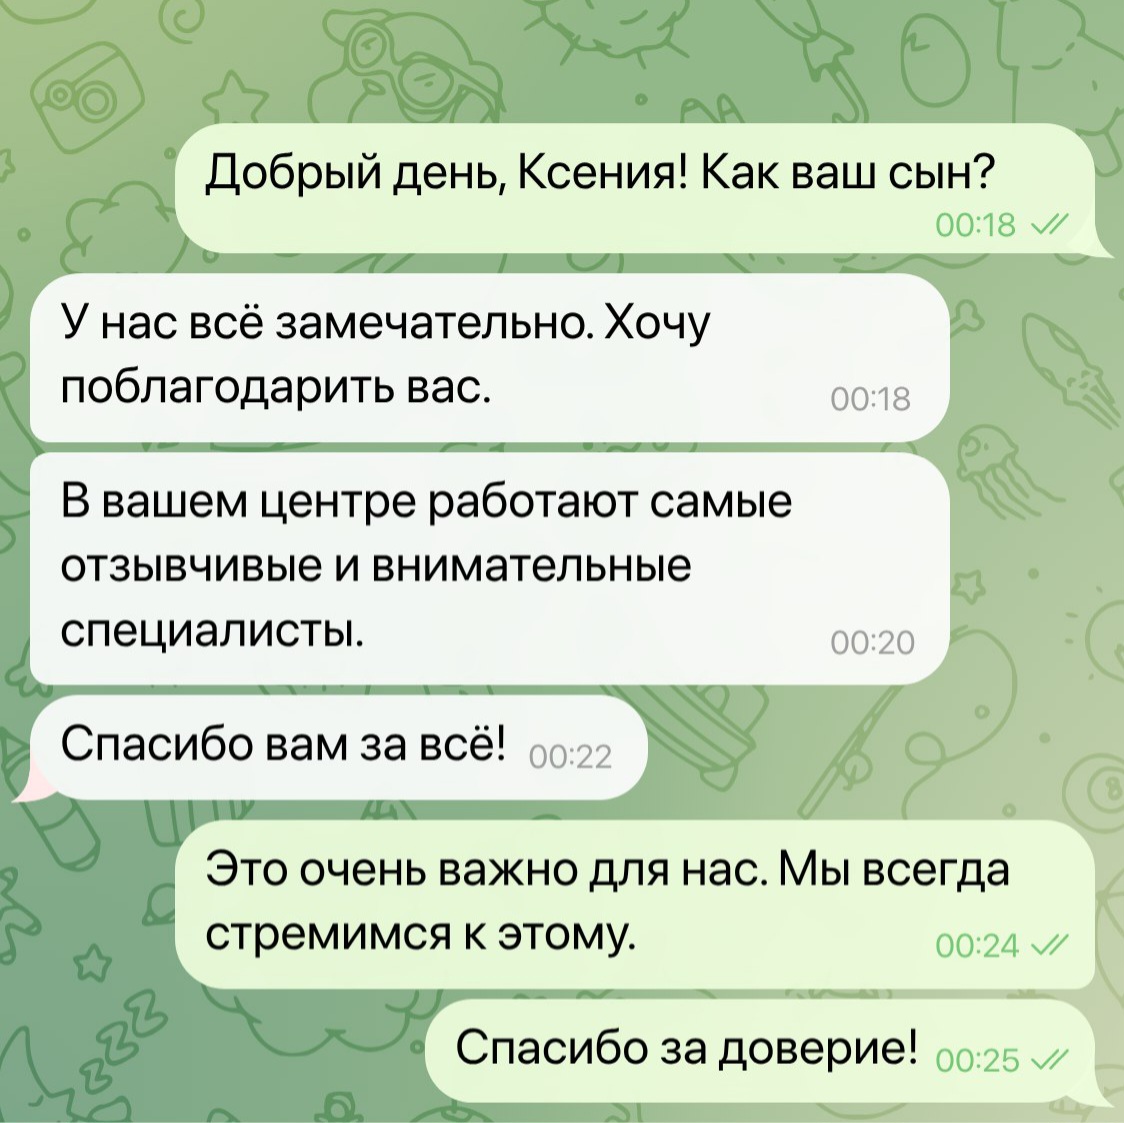 Добрый день, Ксения! Как ваш сын?
00:18
У нас всё замечательно. Хочу
поблагодарить вас.
00:18
В вашем центре работают самые
отзывчивые и внимательные
специалисты.
00:20
Спасибо вам за всё! 00:22
Это очень важно для нас. Мы всегда
стремимся к этому.
00:24
Спасибо за доверие! 00:25